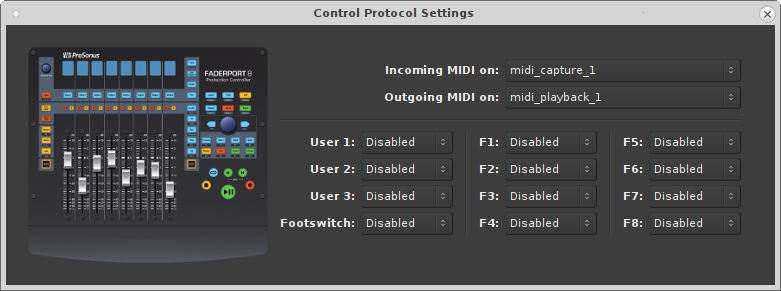 Control Protocol Settings
PreSonus
FADERPORT 8
Production Controller
Incoming MIDI on: midi_capture_1
Outgoing MIDI on: midi_playback_1
User 1: Disabled F1: Disabled F5: Disabled
User 2: Disabled F2: Disabled F6: Disabled
User 3: Disabled F3: Disabled F7: Disabled
Footswitch: Disabled F4: Disabled F8: Disabled